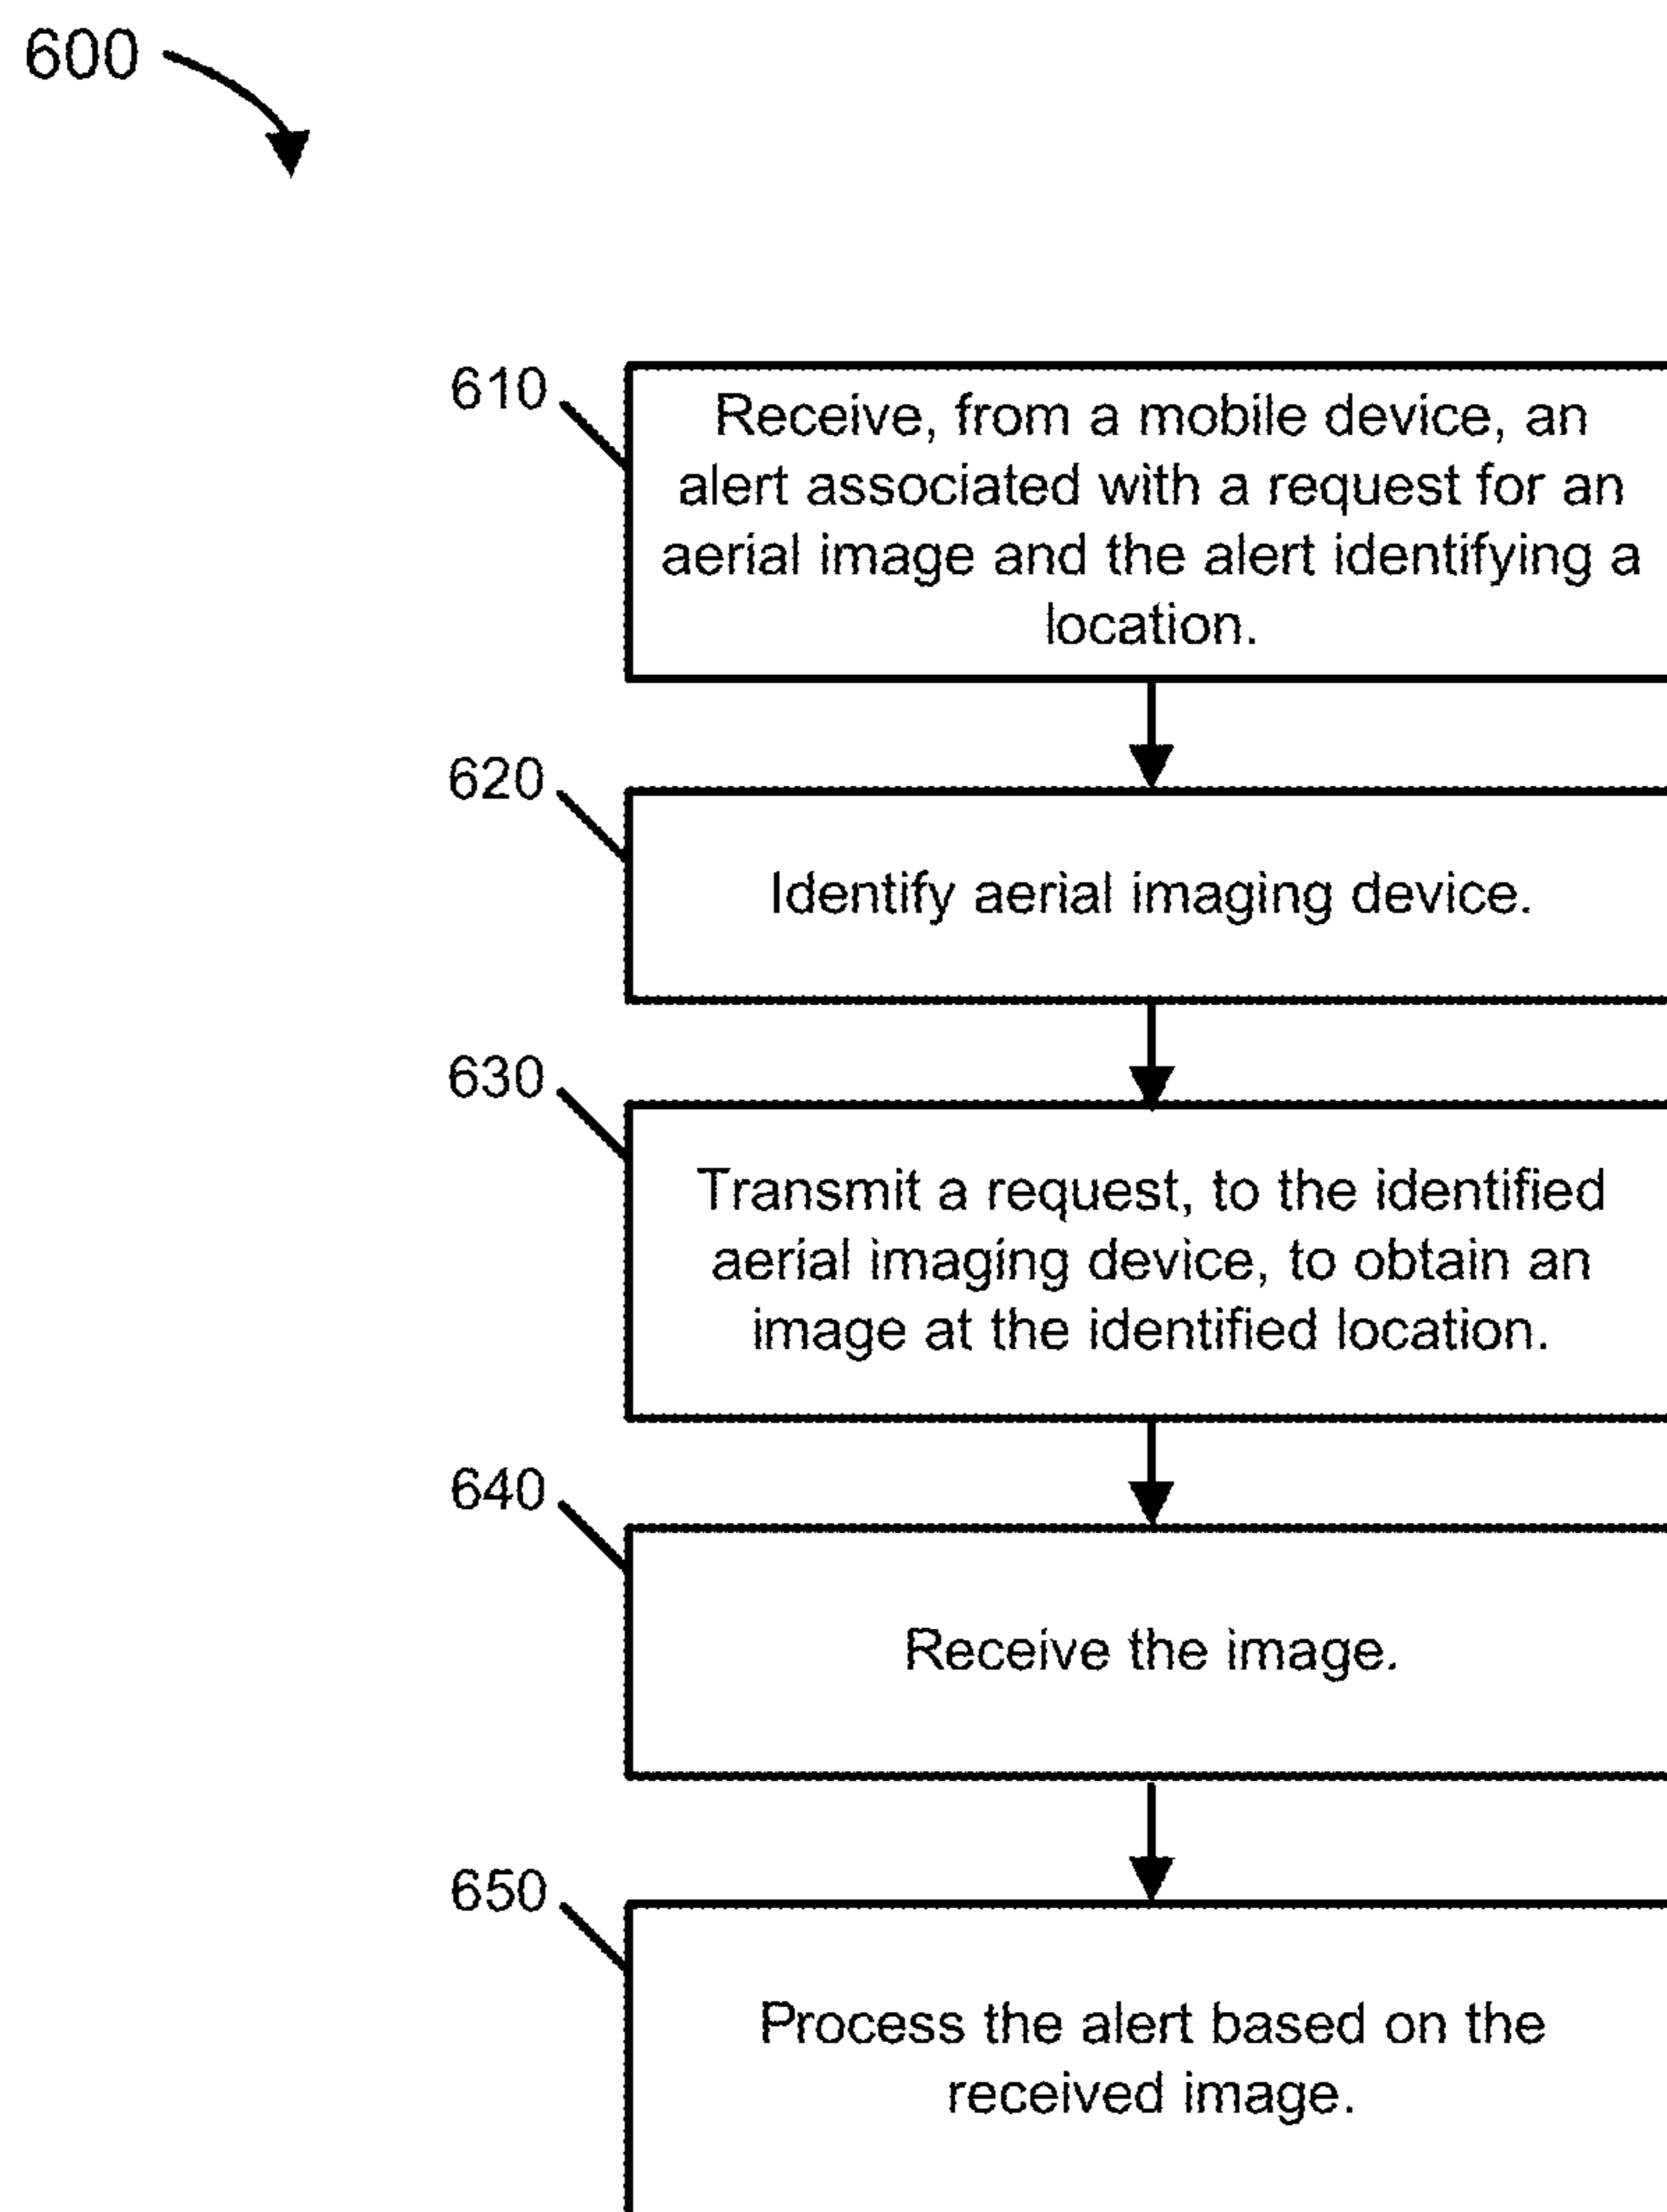 600
610
Receive, from a mobile device, an
alert associated with a request for an
aerial image and the alert identifying a
location.
620
Identify aerial imaging device.
630
Transmit a request, to the identified
aerial imaging device, to obtain an
image at the identified location.
640
Receive the image.
650
Process the alert based on the
received image.